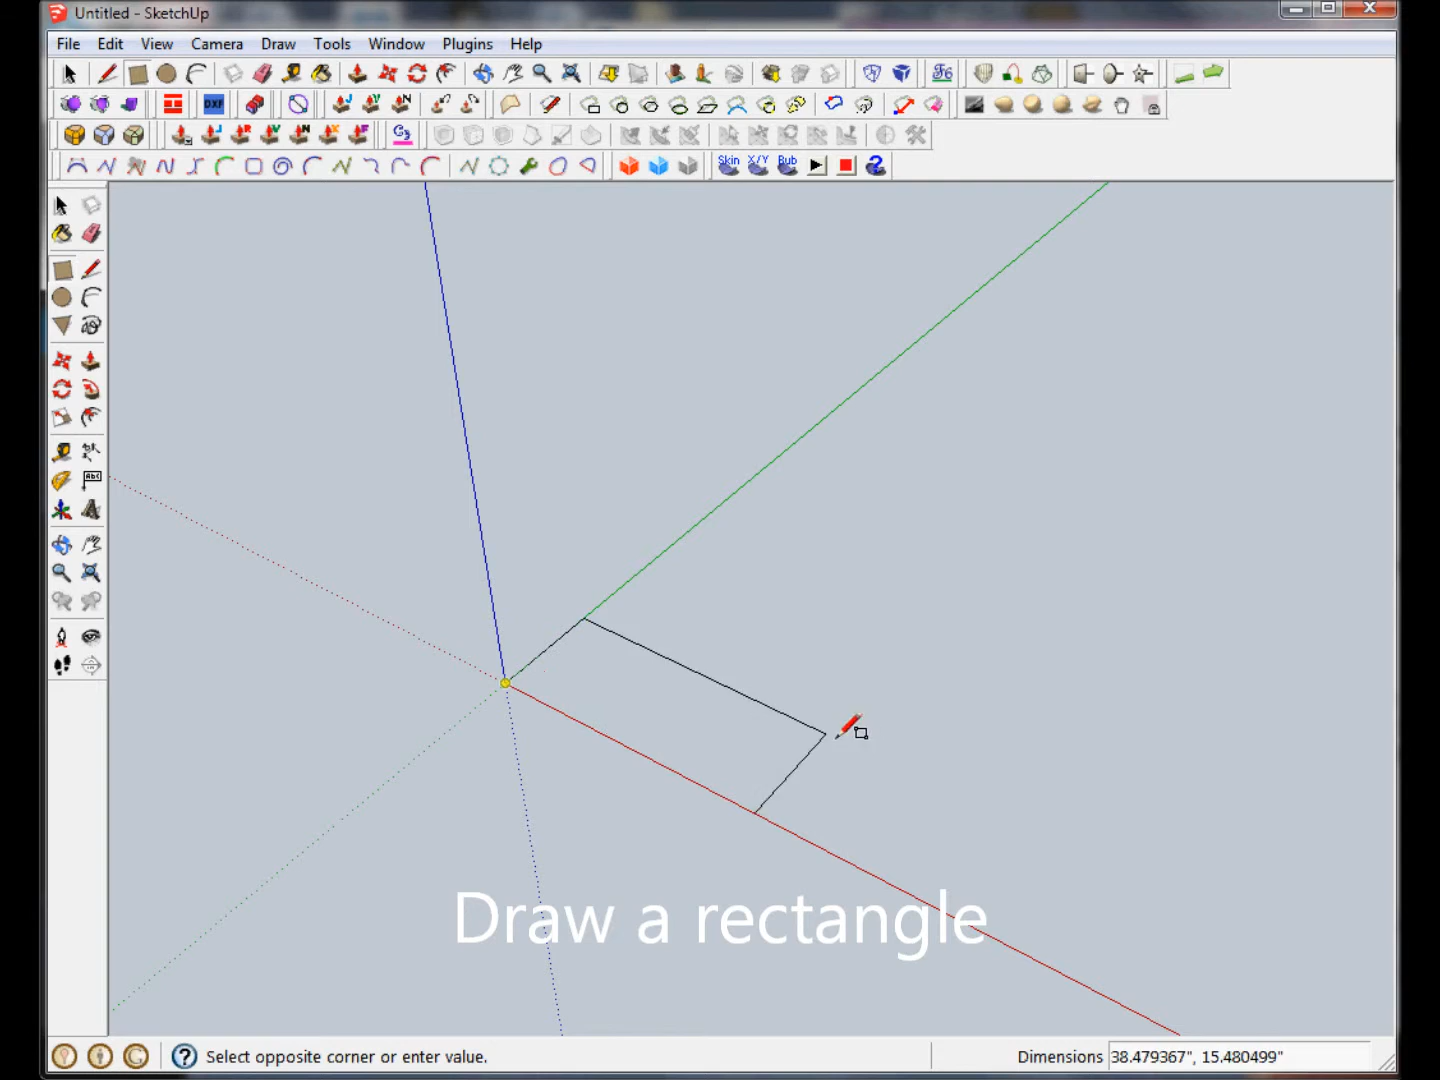 Untitled - SketchUp
File Edit View Camera Draw Tools Window Plugins Help
DXF
Skin X/Y Bub
Draw a rectangle
Select opposite corner or enter value.
Dimensions 38.479367", 15.480499"